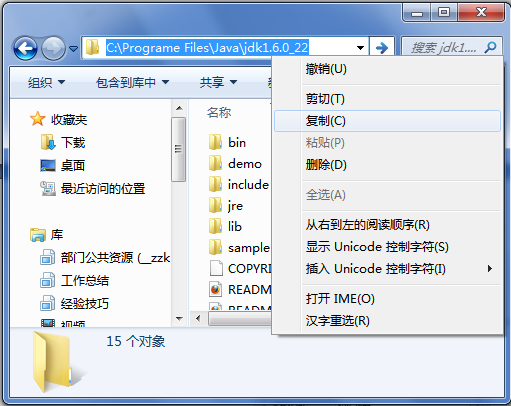 C:\Programe Files\Java\jdk1.6.0_22
搜索 jdk1....
组织
包含到库中
共享
收藏夹
下载
桌面
最近访问的位置
库
部门公共资源 (__zzk
工作总结
经验技巧
视频
名称
bin
demo
include
jre
lib
sample
COPYRI
READM
READM
撤销(U)
剪切(T)
复制(C)
粘贴(P)
删除(D)
全选(A)
从右到左的阅读顺序(R)
显示 Unicode 控制字符(S)
插入 Unicode 控制字符(I)
打开 IME(O)
汉字重选(R)
15 个对象